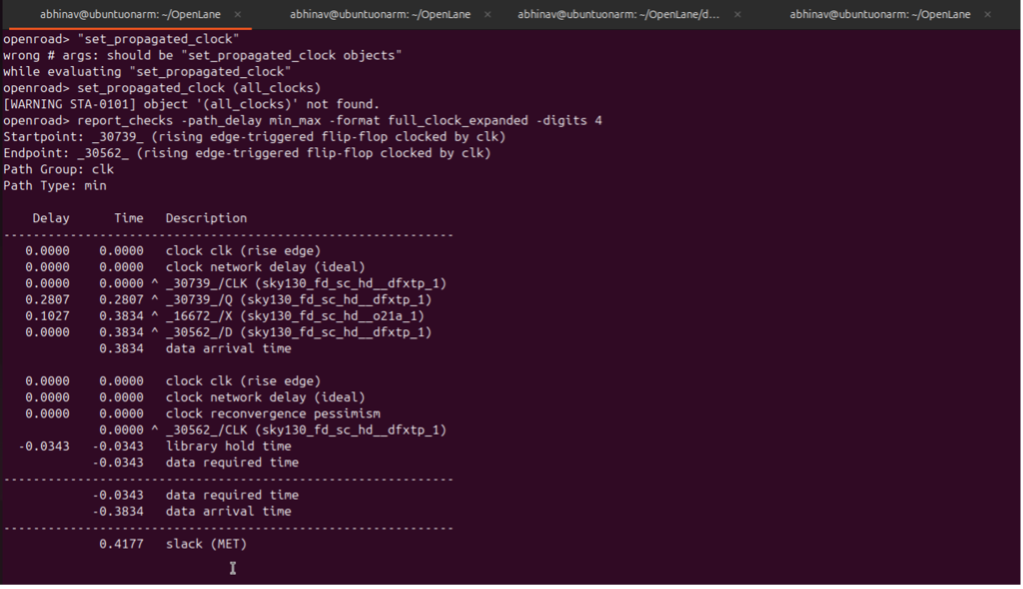 abhinav@ubuntuonarm: ~/OpenLane × abhinav@ubuntuonarm: ~/OpenLane × abhinav@ubuntuonarm: ~/OpenLane/d... × abhinav@ubuntuonarm: ~/OpenLane ×
openroad> "set_propagated_clock"
wrong # args: should be "set_propagated_clock objects"
while evaluating "set_propagated_clock"
openroad> set_propagated_clock (all_clocks)
[WARNING STA-0101] object '(all_clocks)' not found.
openroad> report_checks -path_delay min_max -format full_clock_expanded -digits 4
Startpoint: _30739_ (rising edge-triggered flip-flop clocked by clk)
Endpoint: _30562_ (rising edge-triggered flip-flop clocked by clk)
Path Group: clk
Path Type: min
Delay Time Description
-------------------------------------------------------------
0.0000 0.0000 clock clk (rise edge)
0.0000 0.0000 clock network delay (ideal)
0.0000 0.0000 ^ _30739_/CLK (sky130_fd_sc_hd__dfxtp_1)
0.2807 0.2807 ^ _30739_/Q (sky130_fd_sc_hd__dfxtp_1)
0.1027 0.3834 ^ _16672_/X (sky130_fd_sc_hd__o21a_1)
0.0000 0.3834 ^ _30562_/D (sky130_fd_sc_hd__dfxtp_1)
0.3834 data arrival time
0.0000 0.0000 clock clk (rise edge)
0.0000 0.0000 clock network delay (ideal)
0.0000 0.0000 clock reconvergence pessimism
0.0000 ^ _30562_/CLK (sky130_fd_sc_hd__dfxtp_1)
-0.0343 -0.0343 library hold time
-0.0343 data required time
-------------------------------------------------------------
-0.0343 data required time
-0.3834 data arrival time
-------------------------------------------------------------
0.4177 slack (MET)